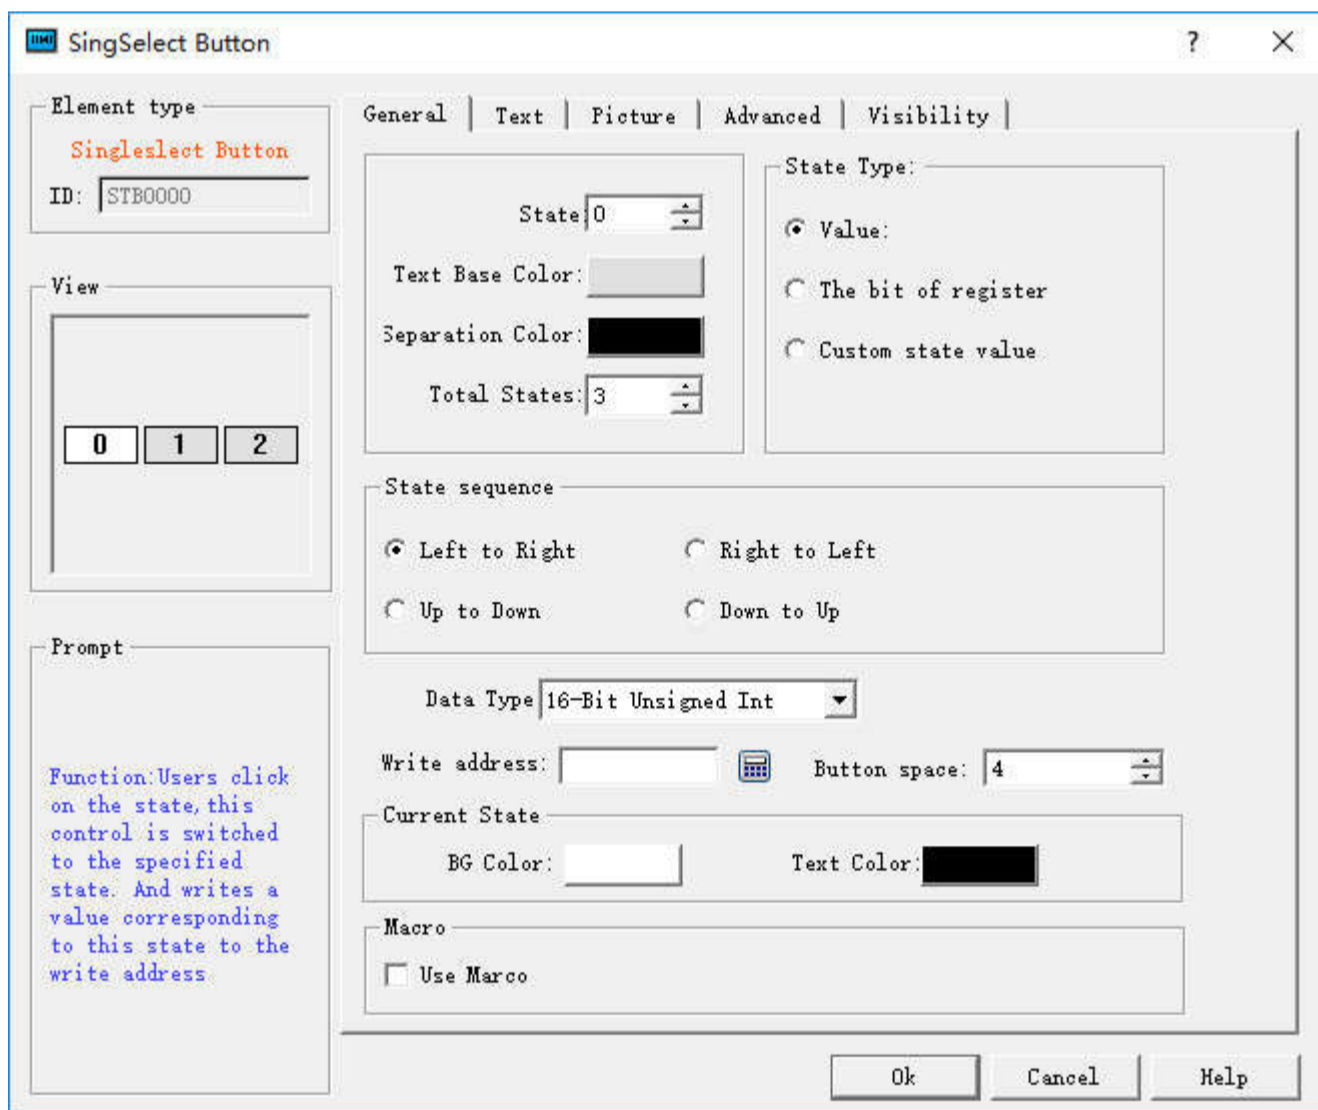 SingSelect Button
?
Element type
Singleslect Button
ID: STB0000
View
0 1 2
Prompt
Function:Users click
on the state,this
control is switched
to the specified
state. And writes a
value corresponding
to this state to the
write address
General Text Picture Advanced Visibility
State 0
Text Base Color:
Separation Color:
Total States: 3
State Type:
Value:
The bit of register
Custom state value
State sequence
Left to Right Right to Left
Up to Down Down to Up
Data Type 16-Bit Unsigned Int
Write address: Button space: 4
Current State
BG Color: Text Color:
Macro
Use Marco
Ok Cancel Help